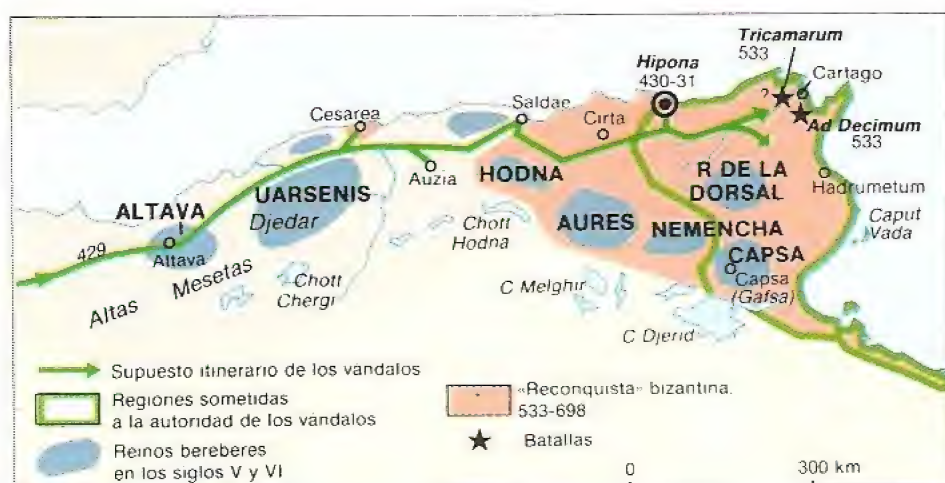 Tricamarum
533
Hipona
430-31
Cartago
?
Ad Decimum
533
Saldae
Cesarea
Cirta
Auzia
HODNA
R DE LA
DORSAL
Hadrumetum
UARSENIS
Djedar
ALTAVA
Altava
429
Chott
Hodna
AURES
NEMENCHA
CAPSA
Capsa
(Gafsa)
Caput
Vada
Altas Mesetas
Chott
Chergi
C Melghir
C Djerid
Supuesto itinerario de los vandalos
Regiones sometidas
a la autoridad de los vándalos
Reinos bereberes
en los siglos V y VI
«Reconquista» bizantina.
533-698
Batallas
0 300 km